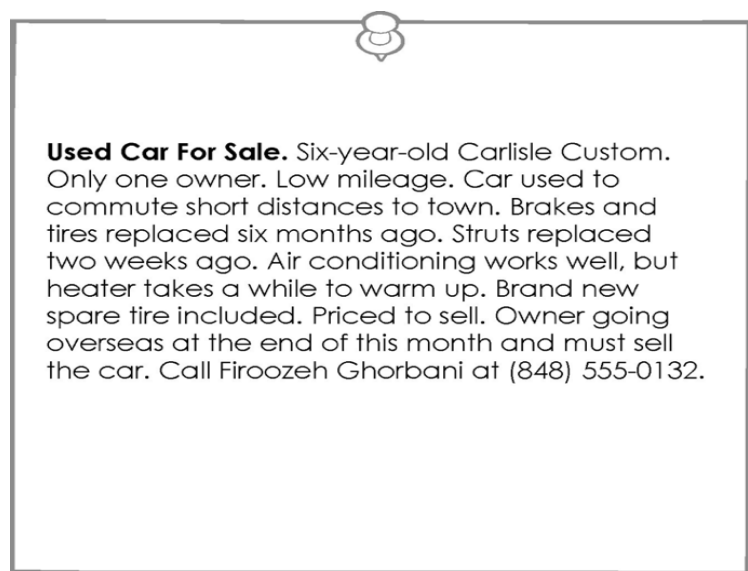 Used Car For Sale. Six-year-old Carlisle Custom.
Only one owner. Low mileage. Car used to
commute short distances to town. Brakes and
tires replaced six months ago. Struts replaced
two weeks ago. Air conditioning works well, but
heater takes a while to warm up. Brand new
spare tire included. Priced to sell. Owner going
overseas at the end of this month and must sell
the car. Call Firoozeh Ghorbani at (848) 555-0132.